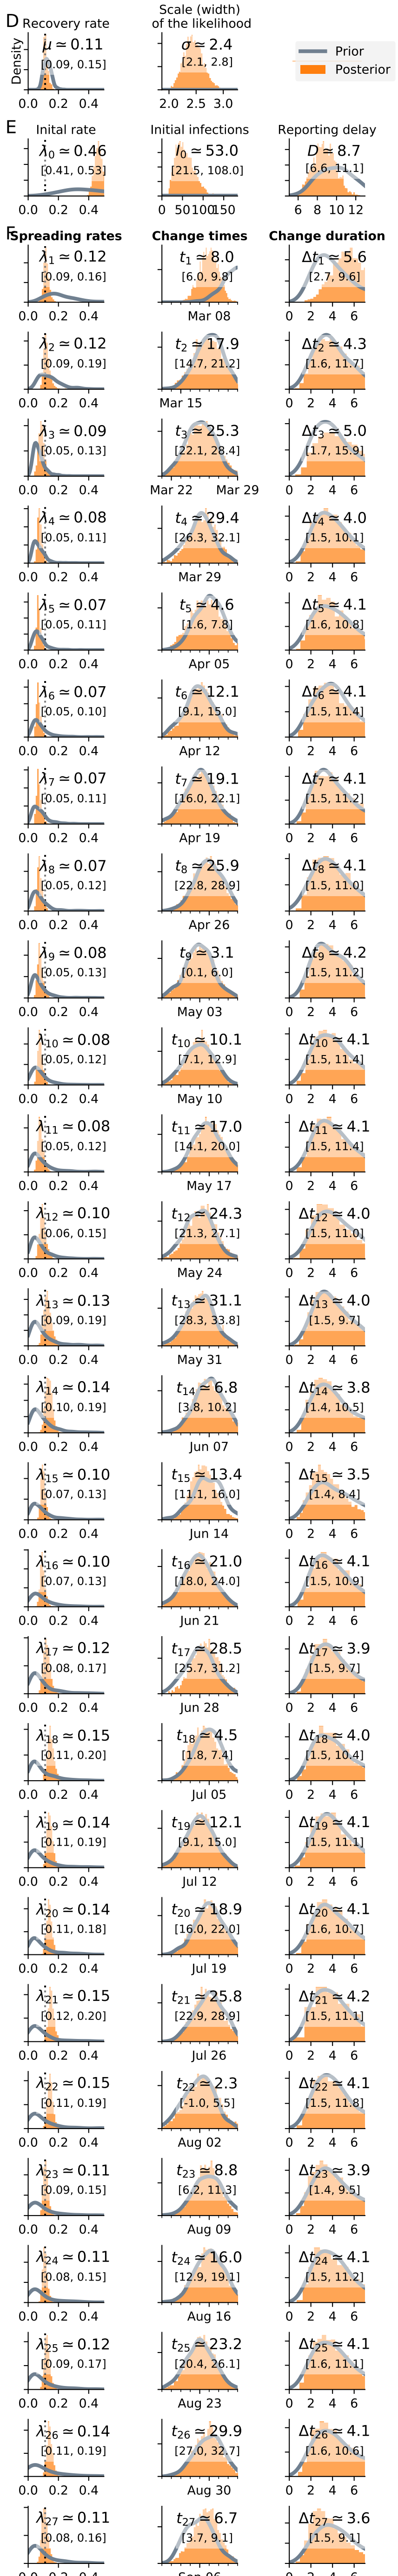 D Recovery rate
Scale (width)
of the likelihood
Density
μ ≃ 0.11
[0.09, 0.15]
σ ≃ 2.4
[2.1, 2.8]
Prior
Posterior
0.0 0.2 0.4
2.0 2.5 3.0
E Inital rate
Initial infections
Reporting delay
λ0 ≃ 0.46
[0.41, 0.53]
I0 ≃ 53.0
[21.5, 108.0]
D ≃ 8.7
[6.6, 11.1]
0.0 0.2 0.4
0 50 100 150
6 8 10 12
F Spreading rates
Change times
Change duration
λ1 ≃ 0.12
[0.09, 0.16]
t1 ≃ 8.0
[6.0, 9.8]
Δt1 ≃ 5.6
[2.7, 9.6]
0.0 0.2 0.4
Mar 08
0 2 4 6
λ2 ≃ 0.12
[0.09, 0.19]
t2 ≃ 17.9
[14.7, 21.2]
Δt2 ≃ 4.3
[1.6, 11.7]
0.0 0.2 0.4
Mar 15
0 2 4 6
λ3 ≃ 0.09
[0.05, 0.13]
t3 ≃ 25.3
[22.1, 28.4]
Δt3 ≃ 5.0
[1.7, 15.9]
0.0 0.2 0.4
Mar 22 Mar 29
0 2 4 6
λ4 ≃ 0.08
[0.05, 0.11]
t4 ≃ 29.4
[26.3, 32.1]
Δt4 ≃ 4.0
[1.5, 10.1]
0.0 0.2 0.4
Mar 29
0 2 4 6
λ5 ≃ 0.07
[0.05, 0.11]
t5 ≃ 4.6
[1.6, 7.8]
Δt5 ≃ 4.1
[1.6, 10.8]
0.0 0.2 0.4
Apr 05
0 2 4 6
λ6 ≃ 0.07
[0.05, 0.10]
t6 ≃ 12.1
[9.1, 15.0]
Δt6 ≃ 4.1
[1.5, 11.4]
0.0 0.2 0.4
Apr 12
0 2 4 6
λ7 ≃ 0.07
[0.05, 0.11]
t7 ≃ 19.1
[16.0, 22.1]
Δt7 ≃ 4.1
[1.5, 11.2]
0.0 0.2 0.4
Apr 19
0 2 4 6
λ8 ≃ 0.07
[0.05, 0.12]
t8 ≃ 25.9
[22.8, 28.9]
Δt8 ≃ 4.1
[1.5, 11.0]
0.0 0.2 0.4
Apr 26
0 2 4 6
λ9 ≃ 0.08
[0.05, 0.13]
t9 ≃ 3.1
[0.1, 6.0]
Δt9 ≃ 4.2
[1.5, 11.2]
0.0 0.2 0.4
May 03
0 2 4 6
λ10 ≃ 0.08
[0.05, 0.12]
t10 ≃ 10.1
[7.1, 12.9]
Δt10 ≃ 4.1
[1.5, 11.4]
0.0 0.2 0.4
May 10
0 2 4 6
λ11 ≃ 0.08
[0.05, 0.12]
t11 ≃ 17.0
[14.1, 20.0]
Δt11 ≃ 4.1
[1.5, 11.4]
0.0 0.2 0.4
May 17
0 2 4 6
λ12 ≃ 0.10
[0.06, 0.15]
t12 ≃ 24.3
[21.3, 27.1]
Δt12 ≃ 4.0
[1.5, 11.0]
0.0 0.2 0.4
May 24
0 2 4 6
λ13 ≃ 0.13
[0.09, 0.19]
t13 ≃ 31.1
[28.3, 33.8]
Δt13 ≃ 4.0
[1.5, 9.7]
0.0 0.2 0.4
May 31
0 2 4 6
λ14 ≃ 0.14
[0.10, 0.19]
t14 ≃ 6.8
[3.8, 10.2]
Δt14 ≃ 3.8
[1.4, 10.5]
0.0 0.2 0.4
Jun 07
0 2 4 6
λ15 ≃ 0.10
[0.07, 0.13]
t15 ≃ 13.4
[11.1, 16.0]
Δt15 ≃ 3.5
[1.4, 8.4]
0.0 0.2 0.4
Jun 14
0 2 4 6
λ16 ≃ 0.10
[0.07, 0.13]
t16 ≃ 21.0
[18.0, 24.0]
Δt16 ≃ 4.1
[1.5, 10.9]
0.0 0.2 0.4
Jun 21
0 2 4 6
λ17 ≃ 0.12
[0.08, 0.17]
t17 ≃ 28.5
[25.7, 31.2]
Δt17 ≃ 3.9
[1.5, 9.7]
0.0 0.2 0.4
Jun 28
0 2 4 6
λ18 ≃ 0.15
[0.11, 0.20]
t18 ≃ 4.5
[1.8, 7.4]
Δt18 ≃ 4.0
[1.5, 10.4]
0.0 0.2 0.4
Jul 05
0 2 4 6
λ19 ≃ 0.14
[0.11, 0.19]
t19 ≃ 12.1
[9.1, 15.0]
Δt19 ≃ 4.1
[1.5, 11.1]
0.0 0.2 0.4
Jul 12
0 2 4 6
λ20 ≃ 0.14
[0.11, 0.18]
t20 ≃ 18.9
[16.0, 22.0]
Δt20 ≃ 4.1
[1.6, 10.7]
0.0 0.2 0.4
Jul 19
0 2 4 6
λ21 ≃ 0.15
[0.12, 0.20]
t21 ≃ 25.8
[22.9, 28.9]
Δt21 ≃ 4.2
[1.5, 11.1]
0.0 0.2 0.4
Jul 26
0 2 4 6
λ22 ≃ 0.15
[0.11, 0.19]
t22 ≃ 2.3
[-1.0, 5.5]
Δt22 ≃ 4.1
[1.5, 11.8]
0.0 0.2 0.4
Aug 02
0 2 4 6
λ23 ≃ 0.11
[0.09, 0.15]
t23 ≃ 8.8
[6.2, 11.3]
Δt23 ≃ 3.9
[1.4, 9.5]
0.0 0.2 0.4
Aug 09
0 2 4 6
λ24 ≃ 0.11
[0.08, 0.15]
t24 ≃ 16.0
[12.9, 19.1]
Δt24 ≃ 4.1
[1.5, 11.2]
0.0 0.2 0.4
Aug 16
0 2 4 6
λ25 ≃ 0.12
[0.09, 0.17]
t25 ≃ 23.2
[20.4, 26.1]
Δt25 ≃ 4.1
[1.6, 11.1]
0.0 0.2 0.4
Aug 23
0 2 4 6
λ26 ≃ 0.14
[0.11, 0.19]
t26 ≃ 29.9
[27.0, 32.7]
Δt26 ≃ 4.1
[1.6, 10.6]
0.0 0.2 0.4
Aug 30
0 2 4 6
λ27 ≃ 0.11
[0.08, 0.16]
t27 ≃ 6.7
[3.7, 9.1]
Δt27 ≃ 3.6
[1.5, 9.1]